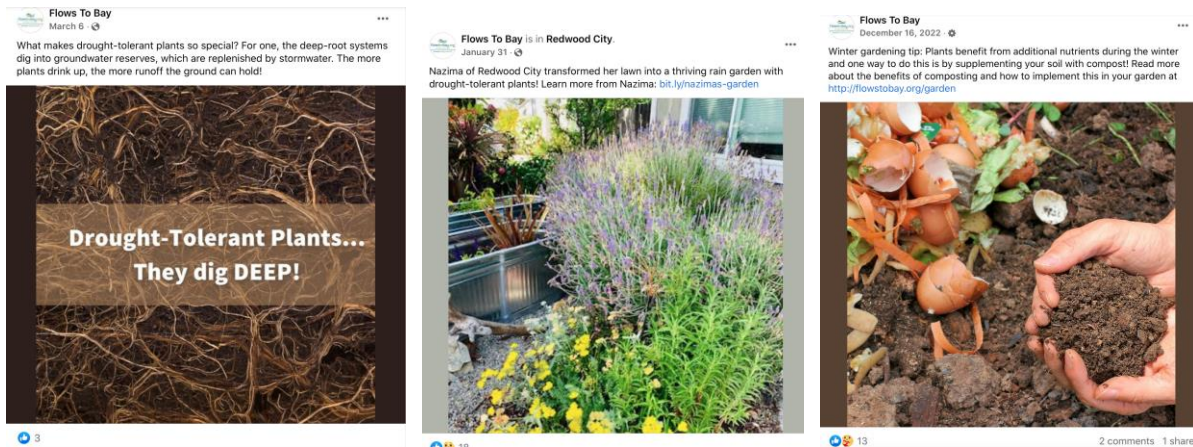 Flows To Bay
March 6 ·
What makes drought-tolerant plants so special? For one, the deep-root systems
dig into groundwater reserves, which are replenished by stormwater. The more
plants drink up, the more runoff the ground can hold!
Drought-Tolerant Plants...
They dig DEEP!
3
Flows To Bay is in Redwood City.
January 31 ·
Nazima of Redwood City transformed her lawn into a thriving rain garden with
drought-tolerant plants! Learn more from Nazima: bit.ly/nazimas-garden
Flows To Bay
December 16, 2022 ·
Winter gardening tip: Plants benefit from additional nutrients during the winter
and one way to do this is by supplementing your soil with compost! Read more
about the benefits of composting and how to implement this in your garden at
http://flowstobay.org/garden
13
2 comments 1 share